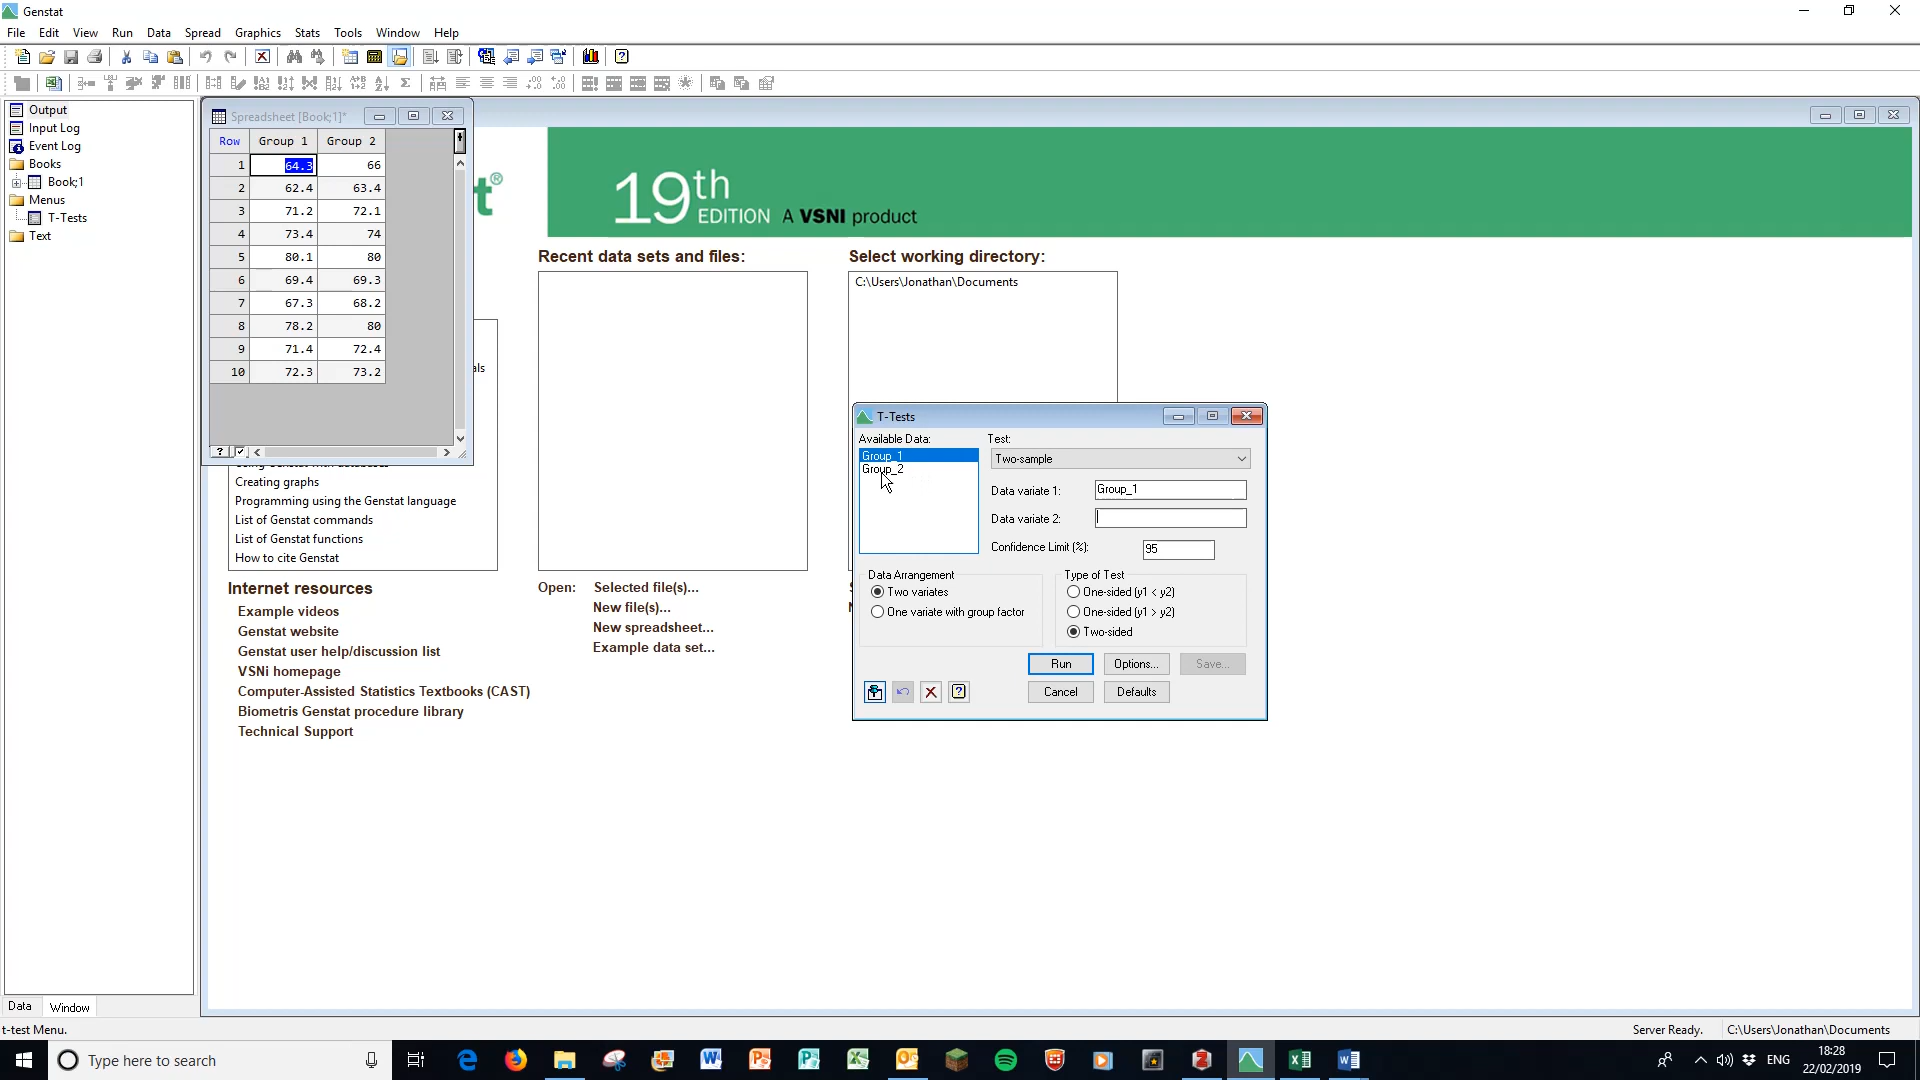 Genstat
File Edit View Run Data Spread Graphics Stats Tools Window Help
Output
Input Log
Event Log
Books
Book;1
Menus
T-Tests
Text
Data Window
Spreadsheet [Book;1]*
Row Group 1 Group 2
1 64.3 66
2 62.4 63.4
3 71.2 72.1
4 73.4 74
5 80.1 80
6 69.4 69.3
7 67.3 68.2
8 78.2 80
9 71.4 72.4
10 72.3 73.2
t®
19th EDITION A VSNI product
Recent data sets and files:
Select working directory:
C:\Users\Jonathan\Documents
als
Using Genstat with databases
Creating graphs
Programming using the Genstat language
List of Genstat commands
List of Genstat functions
How to cite Genstat
Internet resources
Example videos
Genstat website
Genstat user help/discussion list
VSNi homepage
Computer-Assisted Statistics Textbooks (CAST)
Biometris Genstat procedure library
Technical Support
Open: Selected file(s)...
New file(s)...
New spreadsheet...
Example data set...
T-Tests
Available Data:
Group_1
Group_2
Test:
Two-sample
Data variate 1: Group_1
Data variate 2:
Confidence Limit (%): 95
Data Arrangement
Two variates
One variate with group factor
Type of Test
One-sided (y1 < y2)
One-sided (y1 > y2)
Two-sided
Run Options... Save...
Cancel Defaults
t-test Menu.
Server Ready. C:\Users\Jonathan\Documents
Type here to search
ENG
18:28
22/02/2019